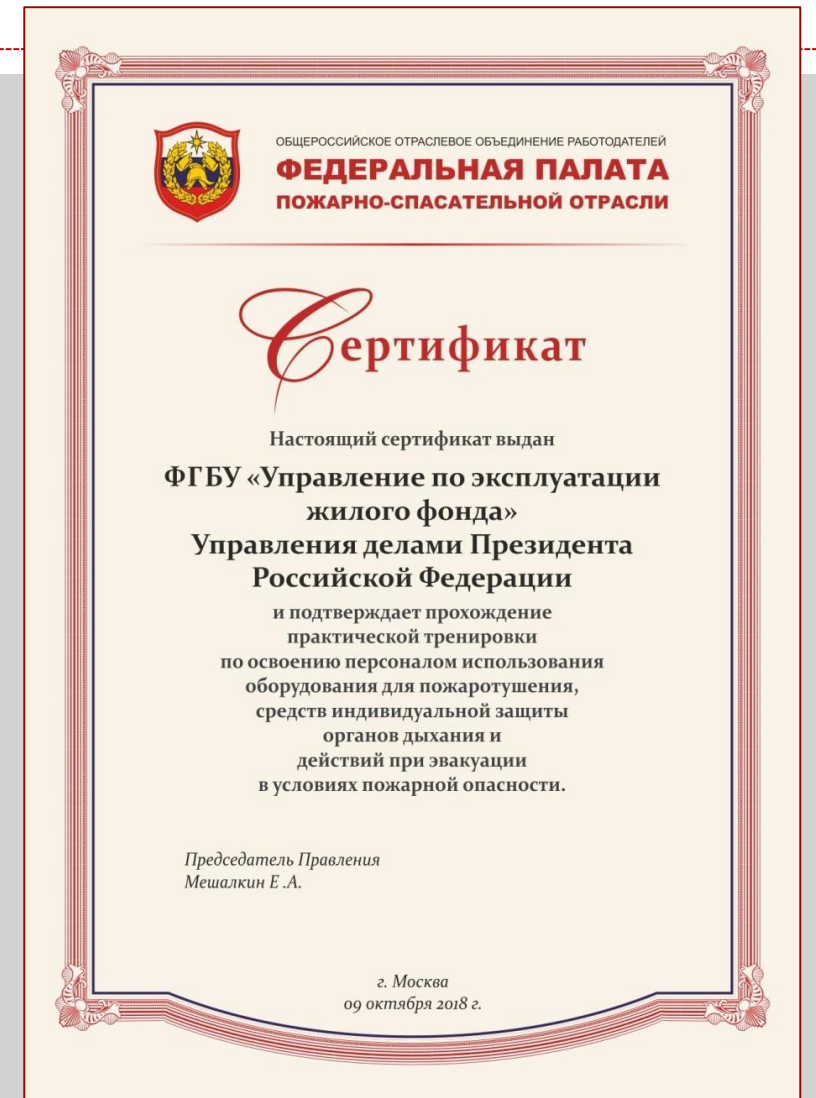 ОБЩЕРОССИЙСКОЕ ОТРАСЛЕВОЕ ОБЪЕДИНЕНИЕ РАБОТОДАТЕЛЕЙ
ФЕДЕРАЛЬНАЯ ПАЛАТА
ПОЖАРНО-СПАСАТЕЛЬНОЙ ОТРАСЛИ
Сертификат
Настоящий сертификат выдан
ФГБУ «Управление по эксплуатации
жилого фонда»
Управления делами Президента
Российской Федерации
и подтверждает прохождение
практической тренировки
по освоению персоналом использования
оборудования для пожаротушения,
средств индивидуальной защиты
органов дыхания и
действий при эвакуации
в условиях пожарной опасности.
Председатель Правления
Мешалкин Е .А.
г. Москва
09 октября 2018 г.